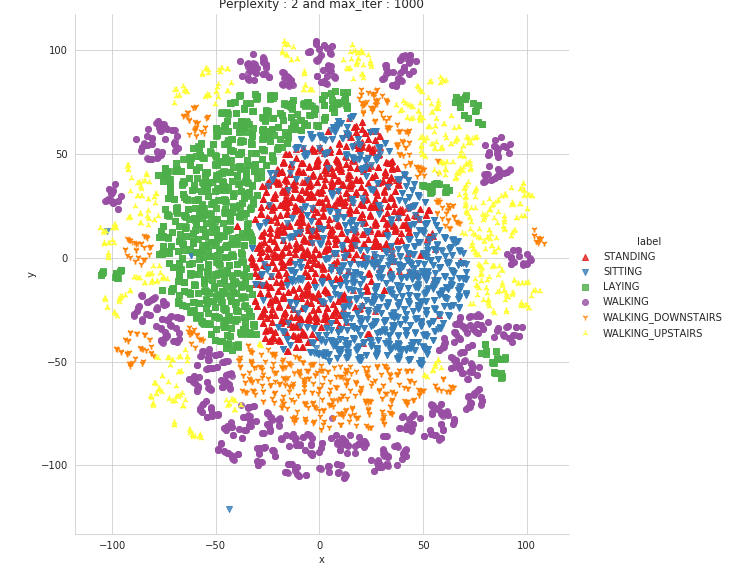 Perplexity : 2 and max_iter : 1000
100
50
0
−50
−100
y
−100
−50
0
50
100
x
label
STANDING
SITTING
LAYING
WALKING
WALKING_DOWNSTAIRS
WALKING_UPSTAIRS